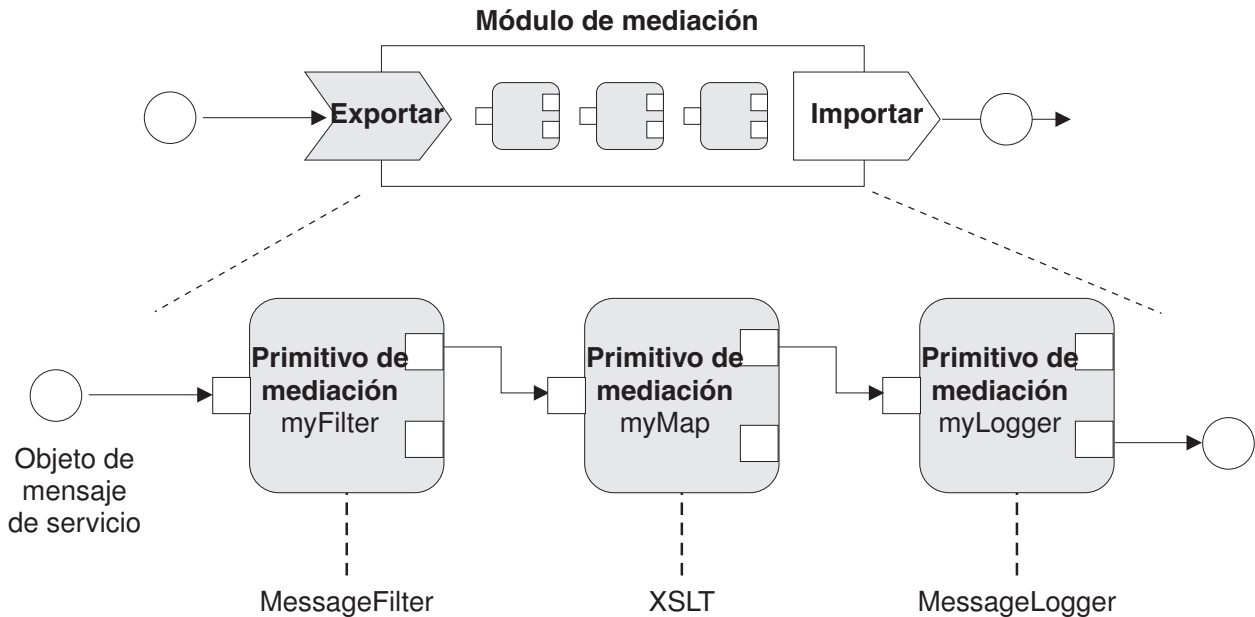 Módulo de mediación
Exportar
Importar
Primitivo de
mediación
myFilter
Primitivo de
mediación
myMap
Primitivo de
mediación
myLogger
Objeto de
mensaje
de servicio
MessageFilter
XSLT
MessageLogger